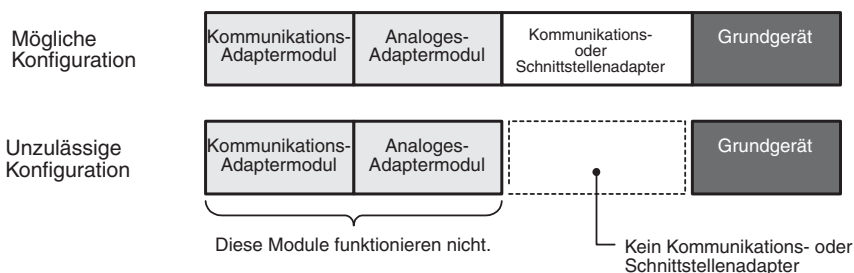 Mögliche
Konfiguration
Kommunikations-
Adaptermodul
Analoges-
Adaptermodul
Kommunikations-
oder
Schnittstellenadapter
Grundgerät
Unzulässige
Konfiguration
Kommunikations-
Adaptermodul
Analoges-
Adaptermodul
Grundgerät
Diese Module funktionieren nicht.
Kein Kommunikations- oder
Schnittstellenadapter